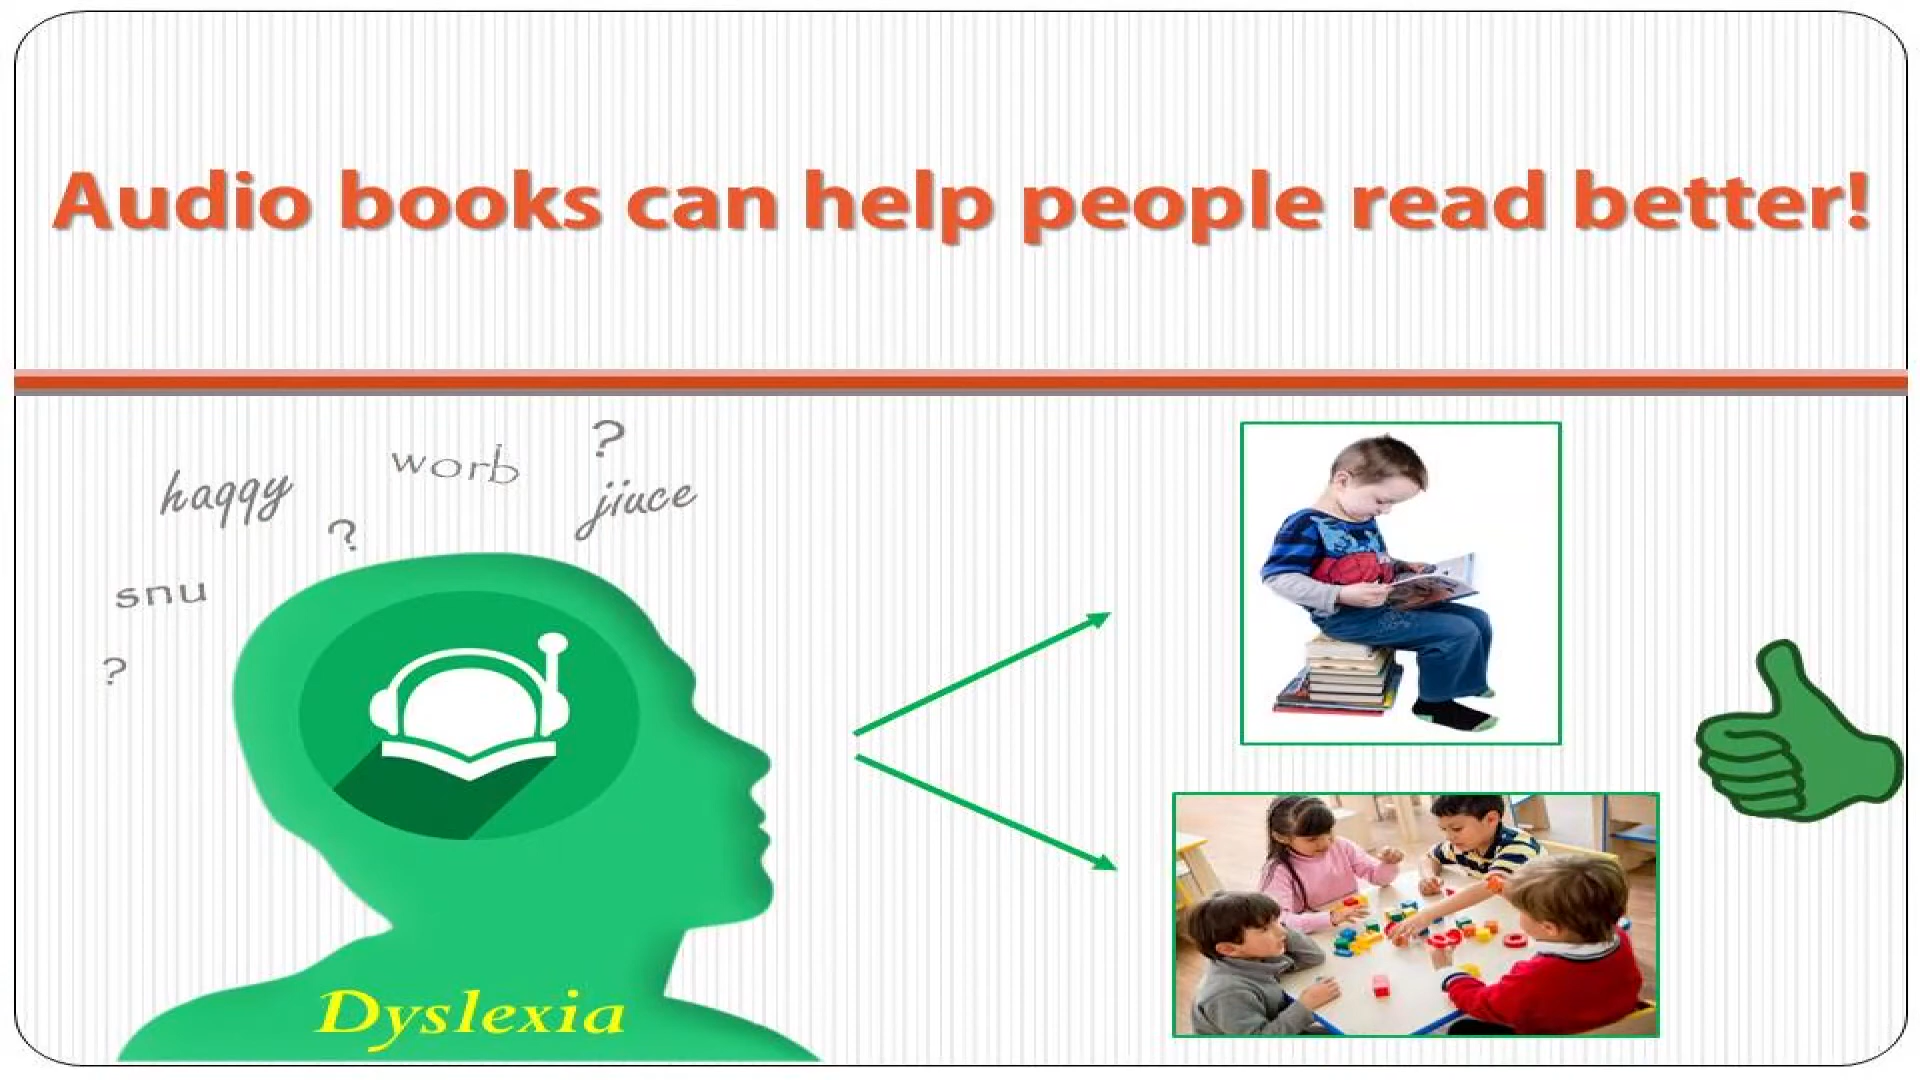 Audio books can help people read better!
?
worb
haqqy
jiuce
?
snu
?
Dyslexia